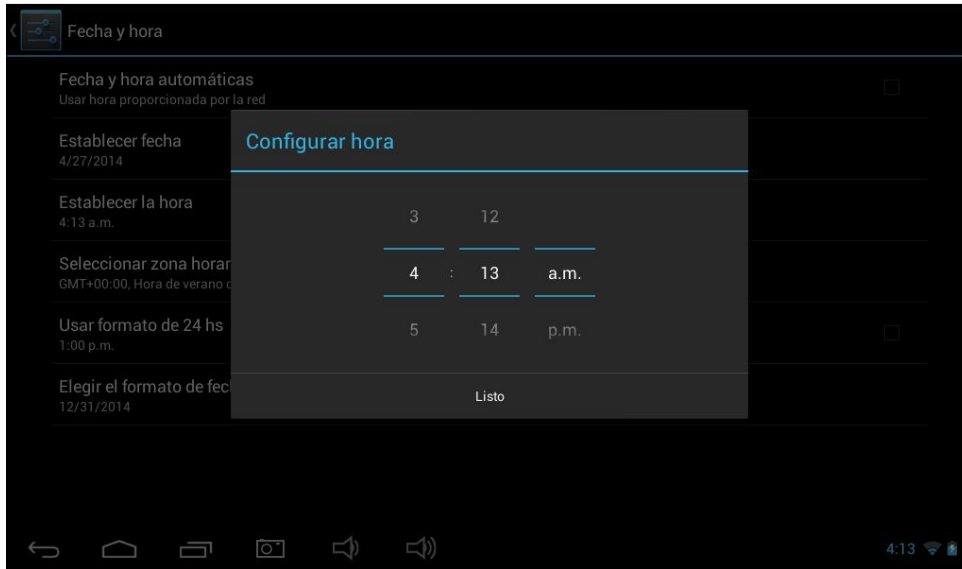 Fecha y hora
Fecha y hora automáticas
Usar hora proporcionada por la red
Establecer fecha
4/27/2014
Establecer la hora
4:13 a.m.
Seleccionar zona horar
GMT+00:00, Hora de verano
Usar formato de 24 hs
1:00 p.m.
Elegir el formato de fec
12/31/2014
Configurar hora
3 12
4 : 13 a.m.
5 14 p.m.
Listo
4:13